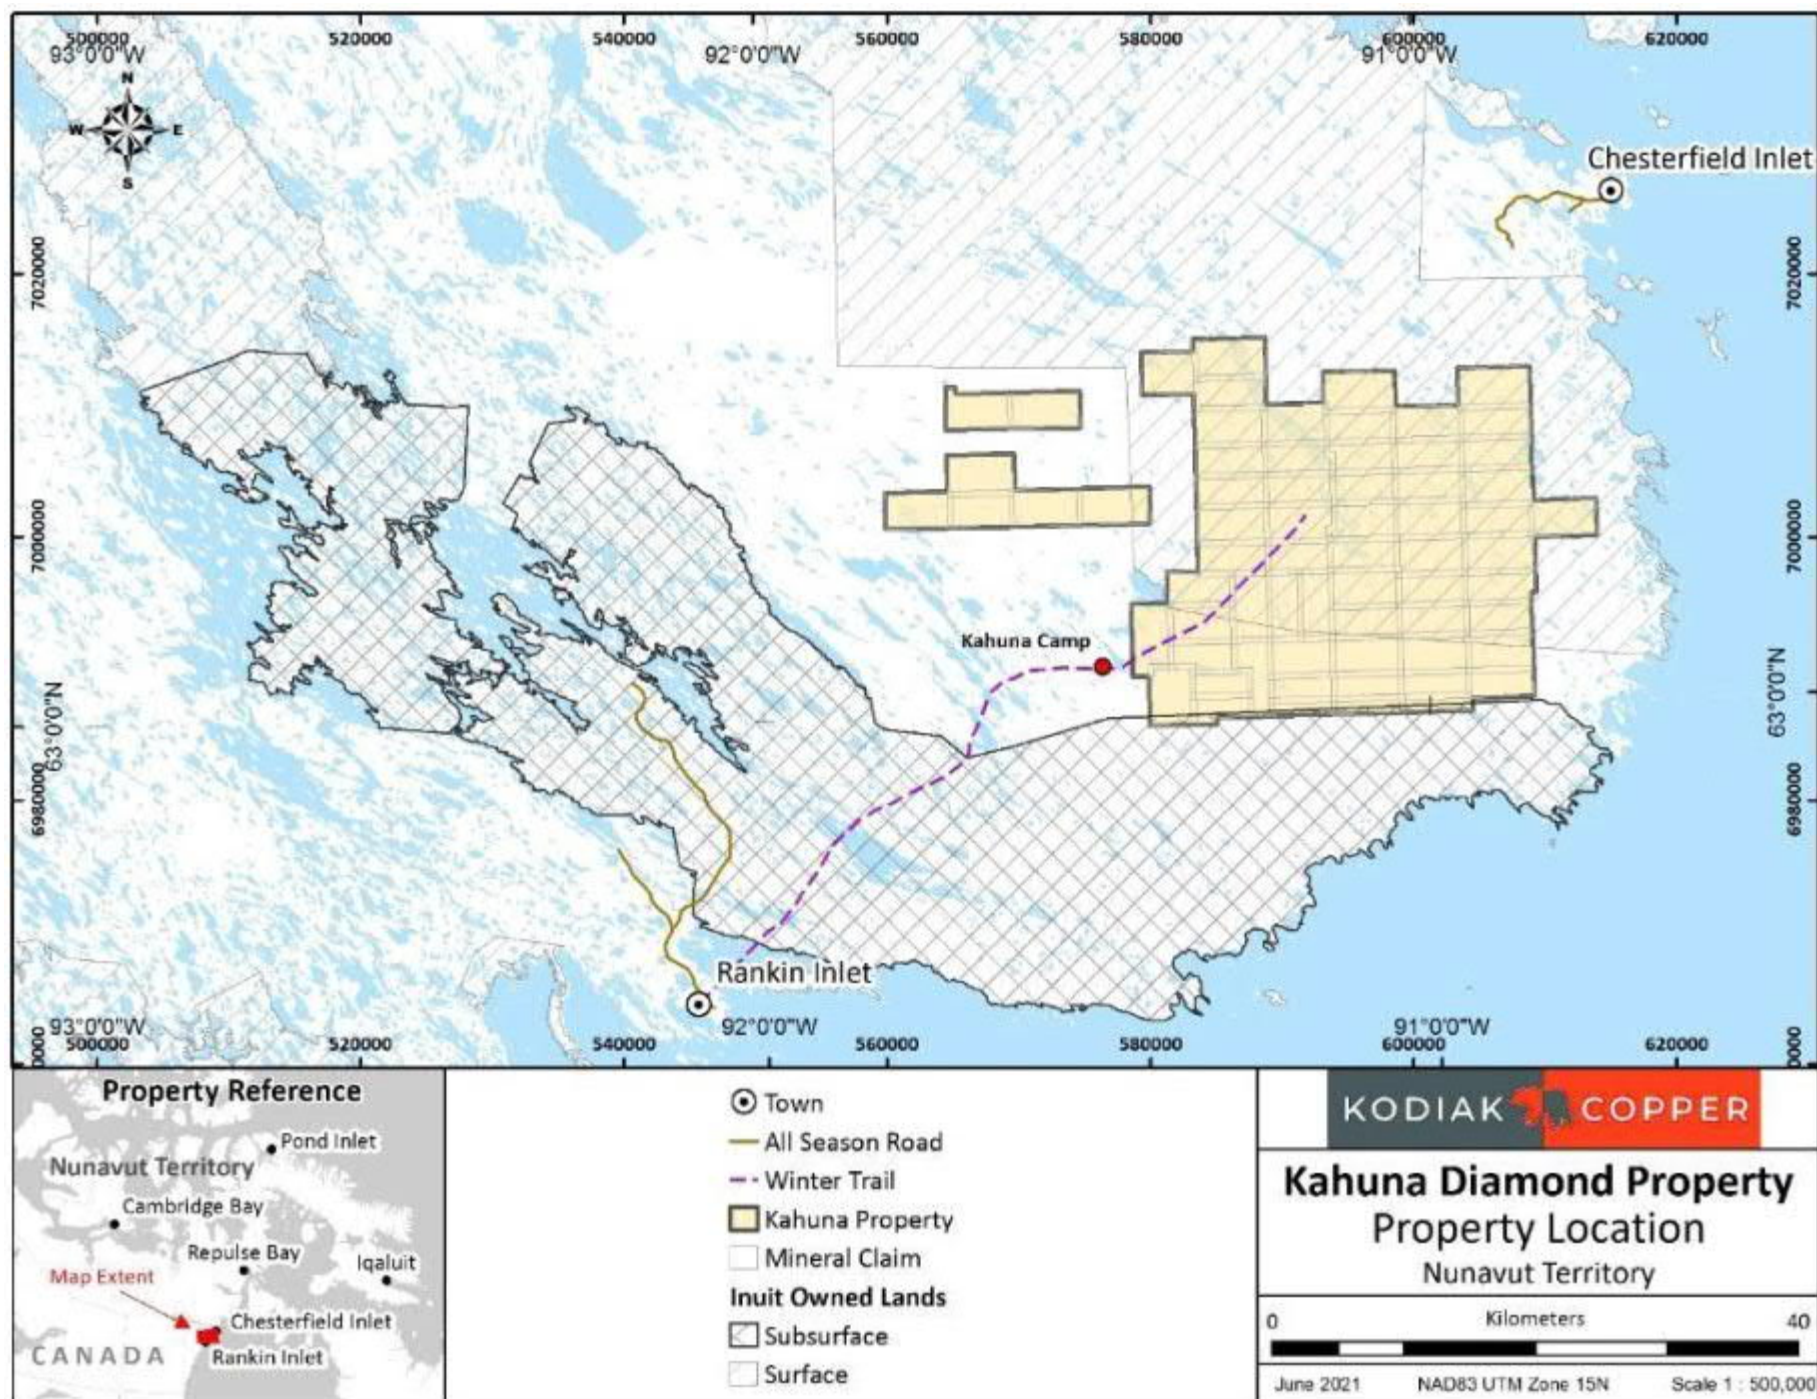 500000 520000 540000 560000 580000 600000 620000
93°0'0"W 92°0'0"W 91°0'0"W
N
W E
S
Chesterfield Inlet
7020000 7020000
7000000 7000000
Kahuna Camp
63°0'0"N 63°0'0"N
6980000 6980000
Rankin Inlet
93°0'0"W 92°0'0"W 91°0'0"W
500000 520000 540000 560000 580000 600000 620000
Property Reference
Pond Inlet
Nunavut Territory
Cambridge Bay
Repulse Bay
Iqaluit
Map Extent
Chesterfield Inlet
CANADA
Rankin Inlet
Town
All Season Road
Winter Trail
Kahuna Property
Mineral Claim
Inuit Owned Lands
Subsurface
Surface
KODIAK COPPER
Kahuna Diamond Property
Property Location
Nunavut Territory
0 Kilometers 40
June 2021 NAD83 UTM Zone 15N Scale 1 : 500,000